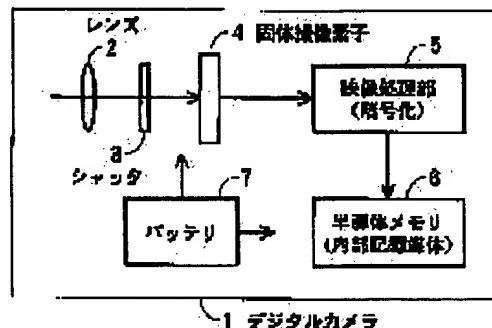 レンズ
2
4 固体撮像素子
5
映像処理部
(暗号化)
3
シャッタ
7
バッテリ
6
半導体メモリ
(内部記憶媒体)
1 デジタルカメラ